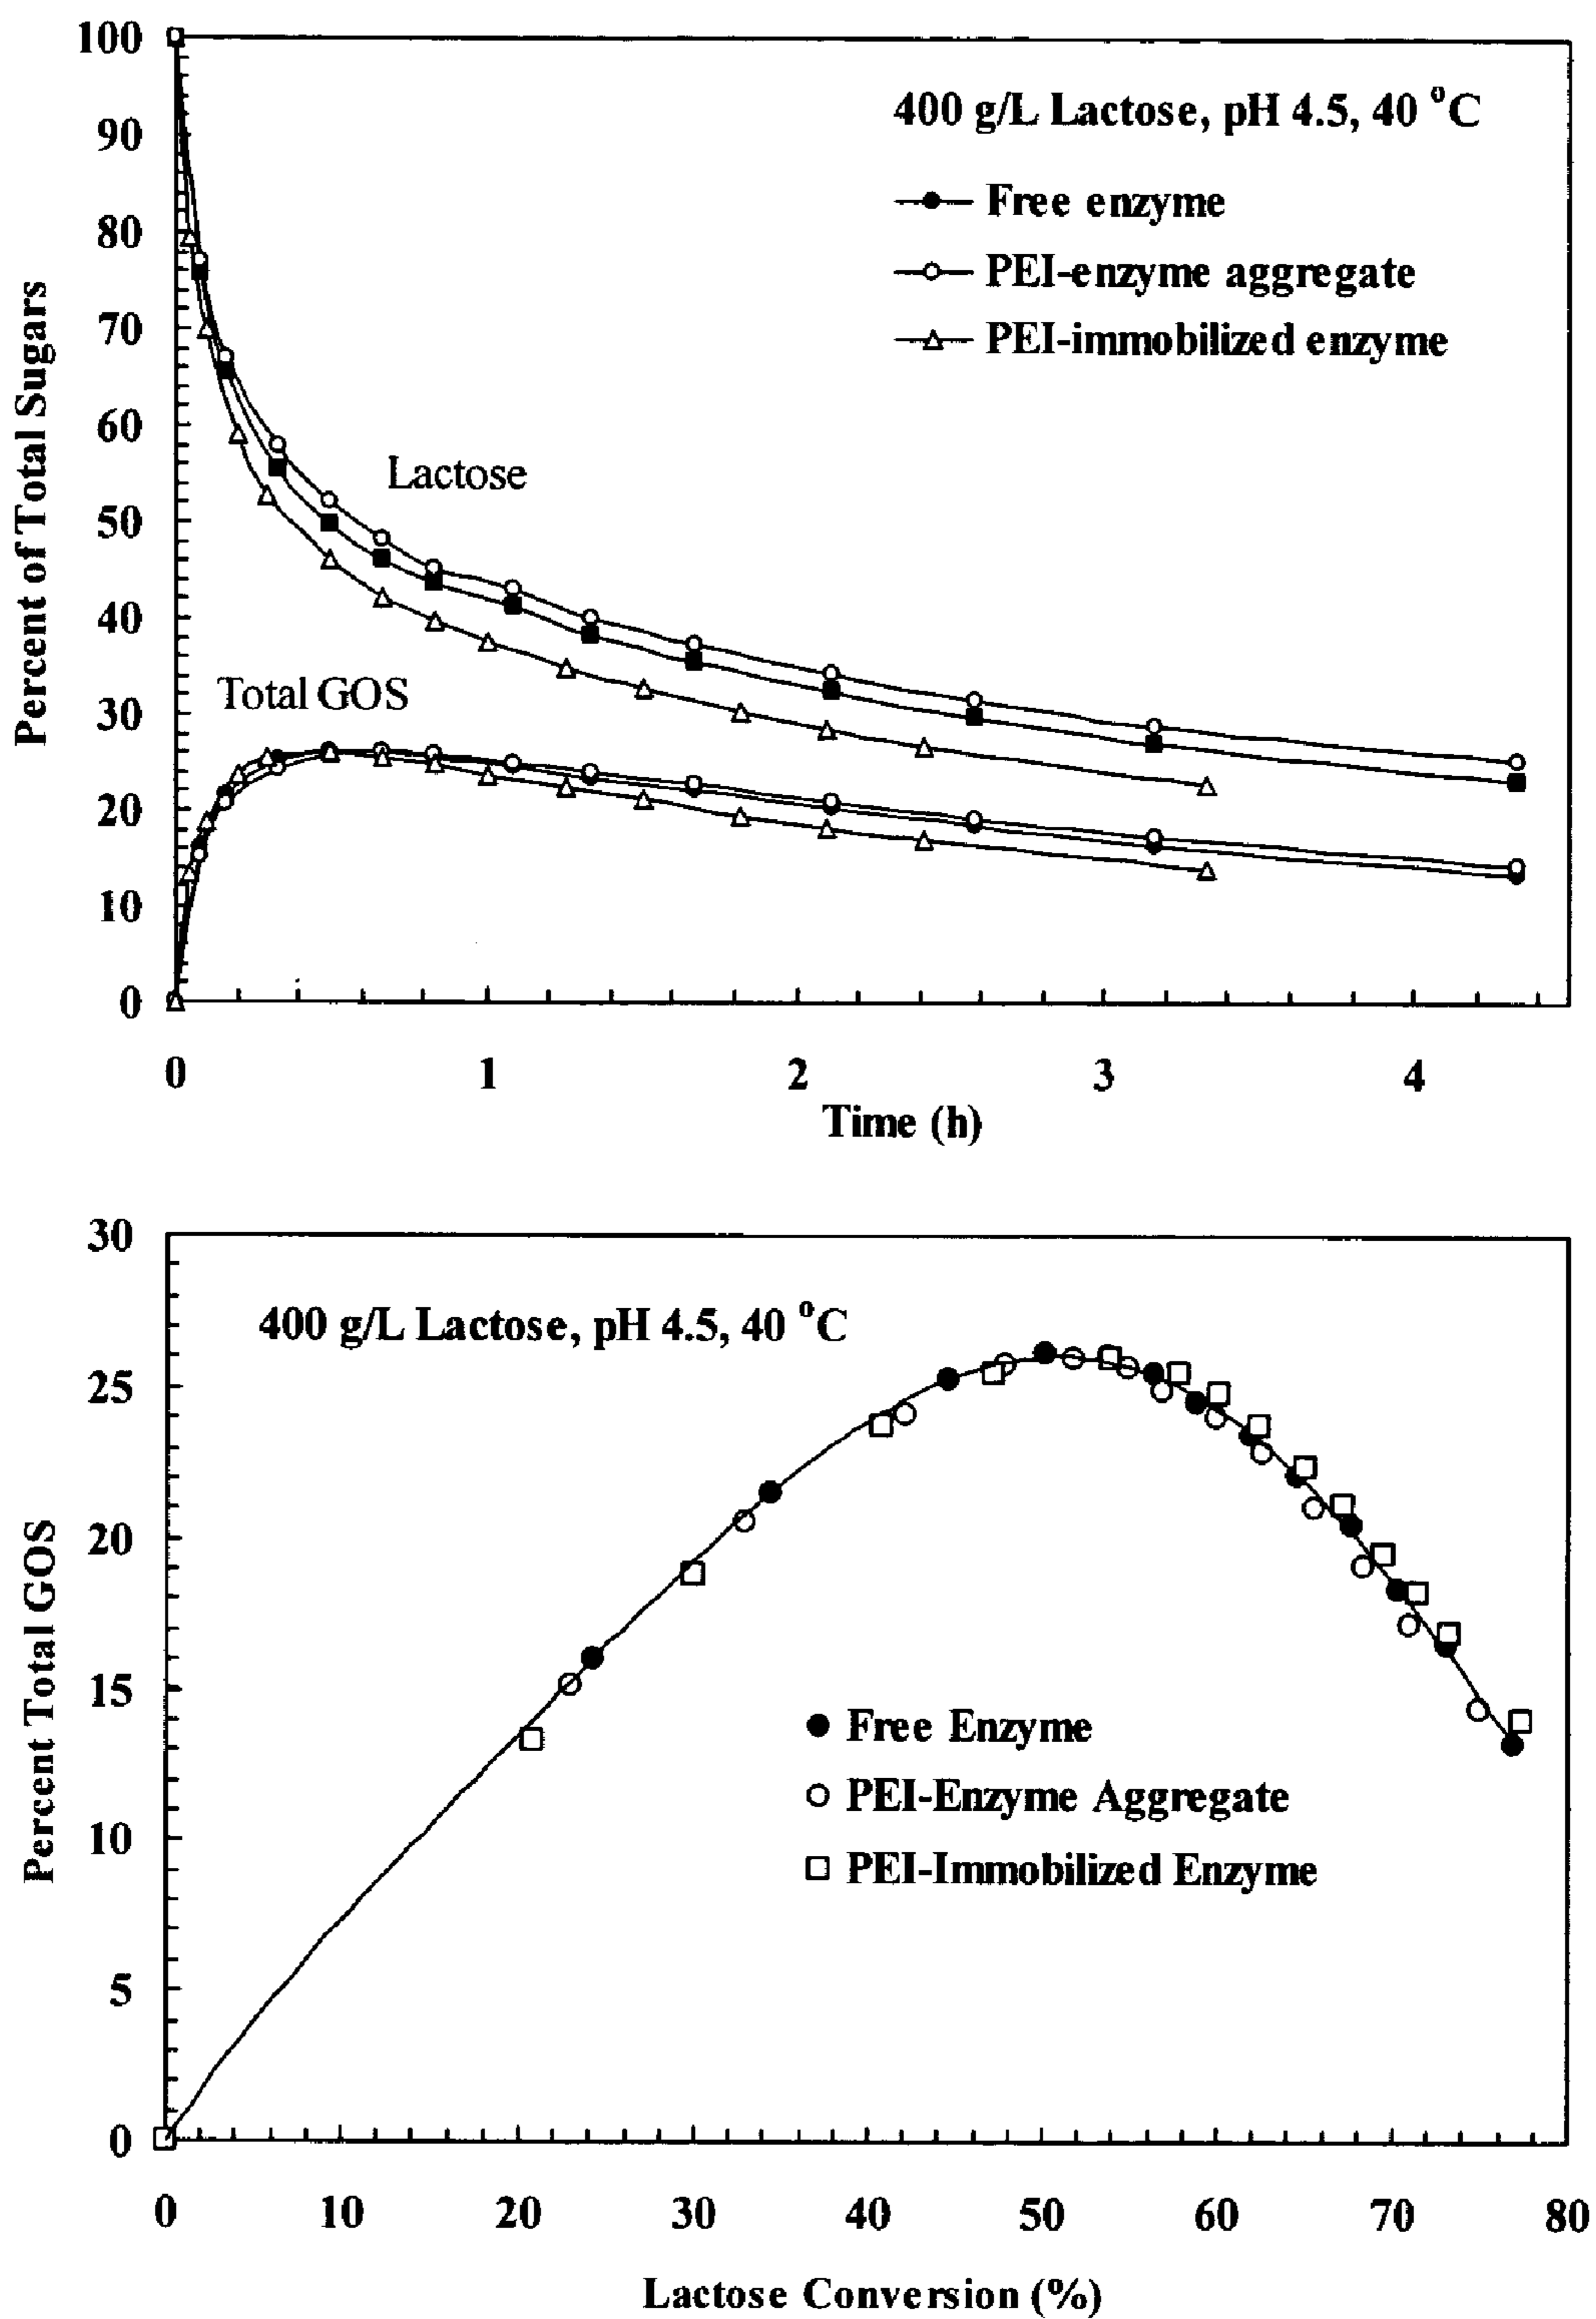 100
90
80
70
60
50
40
30
20
10
0
Percent of Total Sugars
400 g/L Lactose, pH 4.5, 40 °C
Free enzyme
PEI-enzyme aggregate
PEI-immobilized enzyme
Lactose
Total GOS
0 1 2 3 4
Time (h)
30
25
20
15
10
5
0
Percent Total GOS
400 g/L Lactose, pH 4.5, 40 °C
Free Enzyme
PEI-Enzyme Aggregate
PEI-Immobilized Enzyme
0 10 20 30 40 50 60 70 80
Lactose Conversion (%)